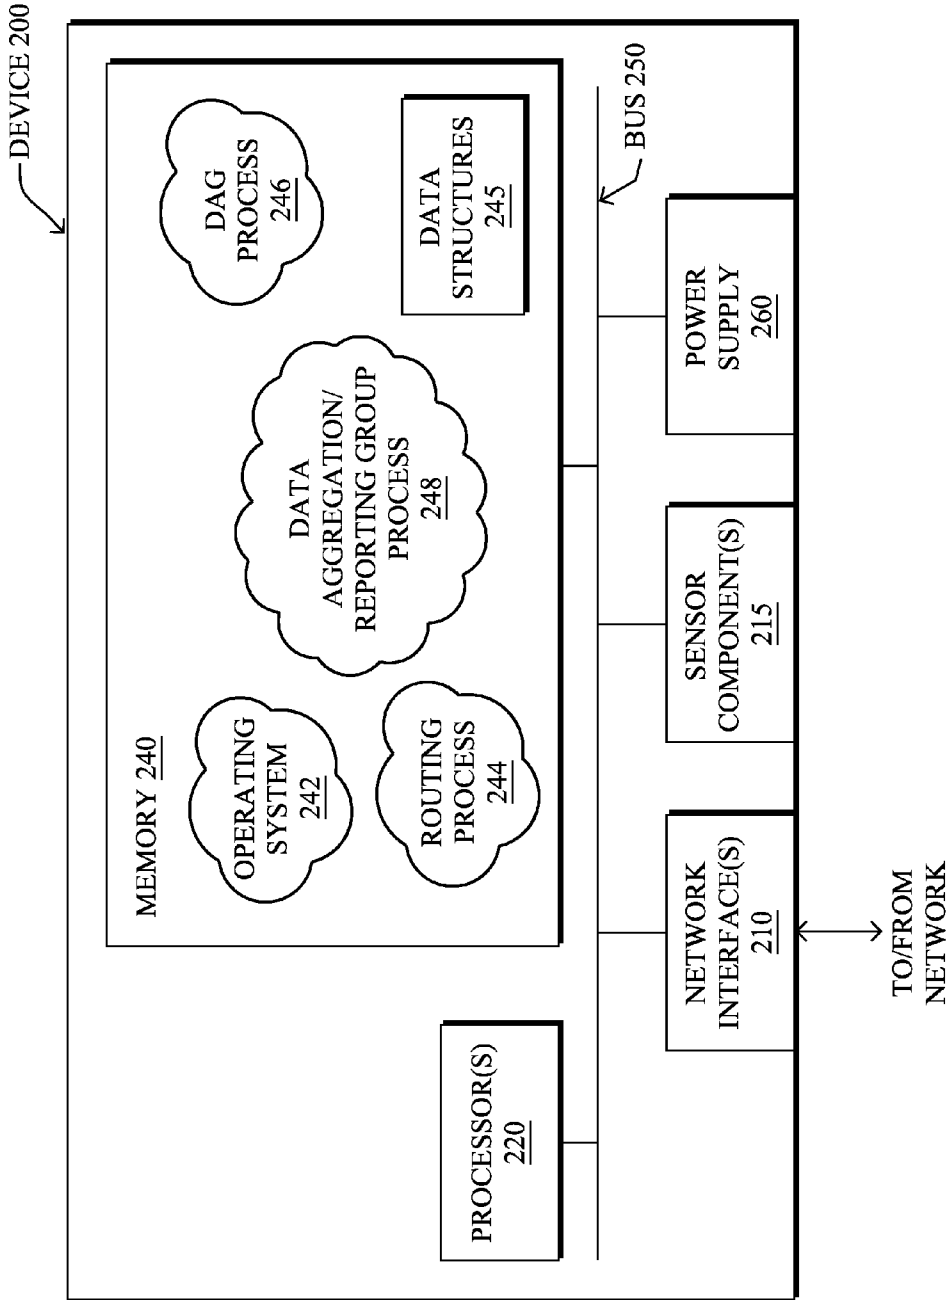 DEVICE 200
MEMORY 240
OPERATING
SYSTEM
242
ROUTING
PROCESS
244
DATA
AGGREGATION/
REPORTING GROUP
PROCESS
248
DAG
PROCESS
246
DATA
STRUCTURES
245
PROCESSOR(S)
220
BUS 250
NETWORK
INTERFACE(S)
210
SENSOR
COMPONENT(S)
215
POWER
SUPPLY
260
TO/FROM
NETWORK